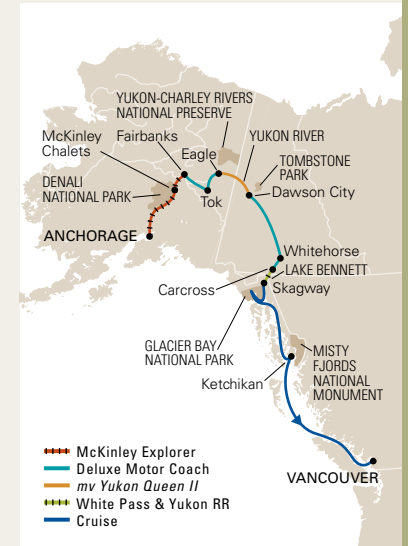 YUKON-CHARLEY RIVERS
NATIONAL PRESERVE
McKinley
Chalets
Fairbanks
Eagle
YUKON RIVER
TOMBSTONE
PARK
DENALI
NATIONAL PARK
Tok
Dawson City
ANCHORAGE
Whitehorse
LAKE BENNETT
Carcross
Skagway
GLACIER BAY
NATIONAL PARK
MISTY
FJORDS
NATIONAL
MONUMENT
Ketchikan
VANCOUVER
McKinley Explorer
Deluxe Motor Coach
mv Yukon Queen II
White Pass & Yukon RR
Cruise